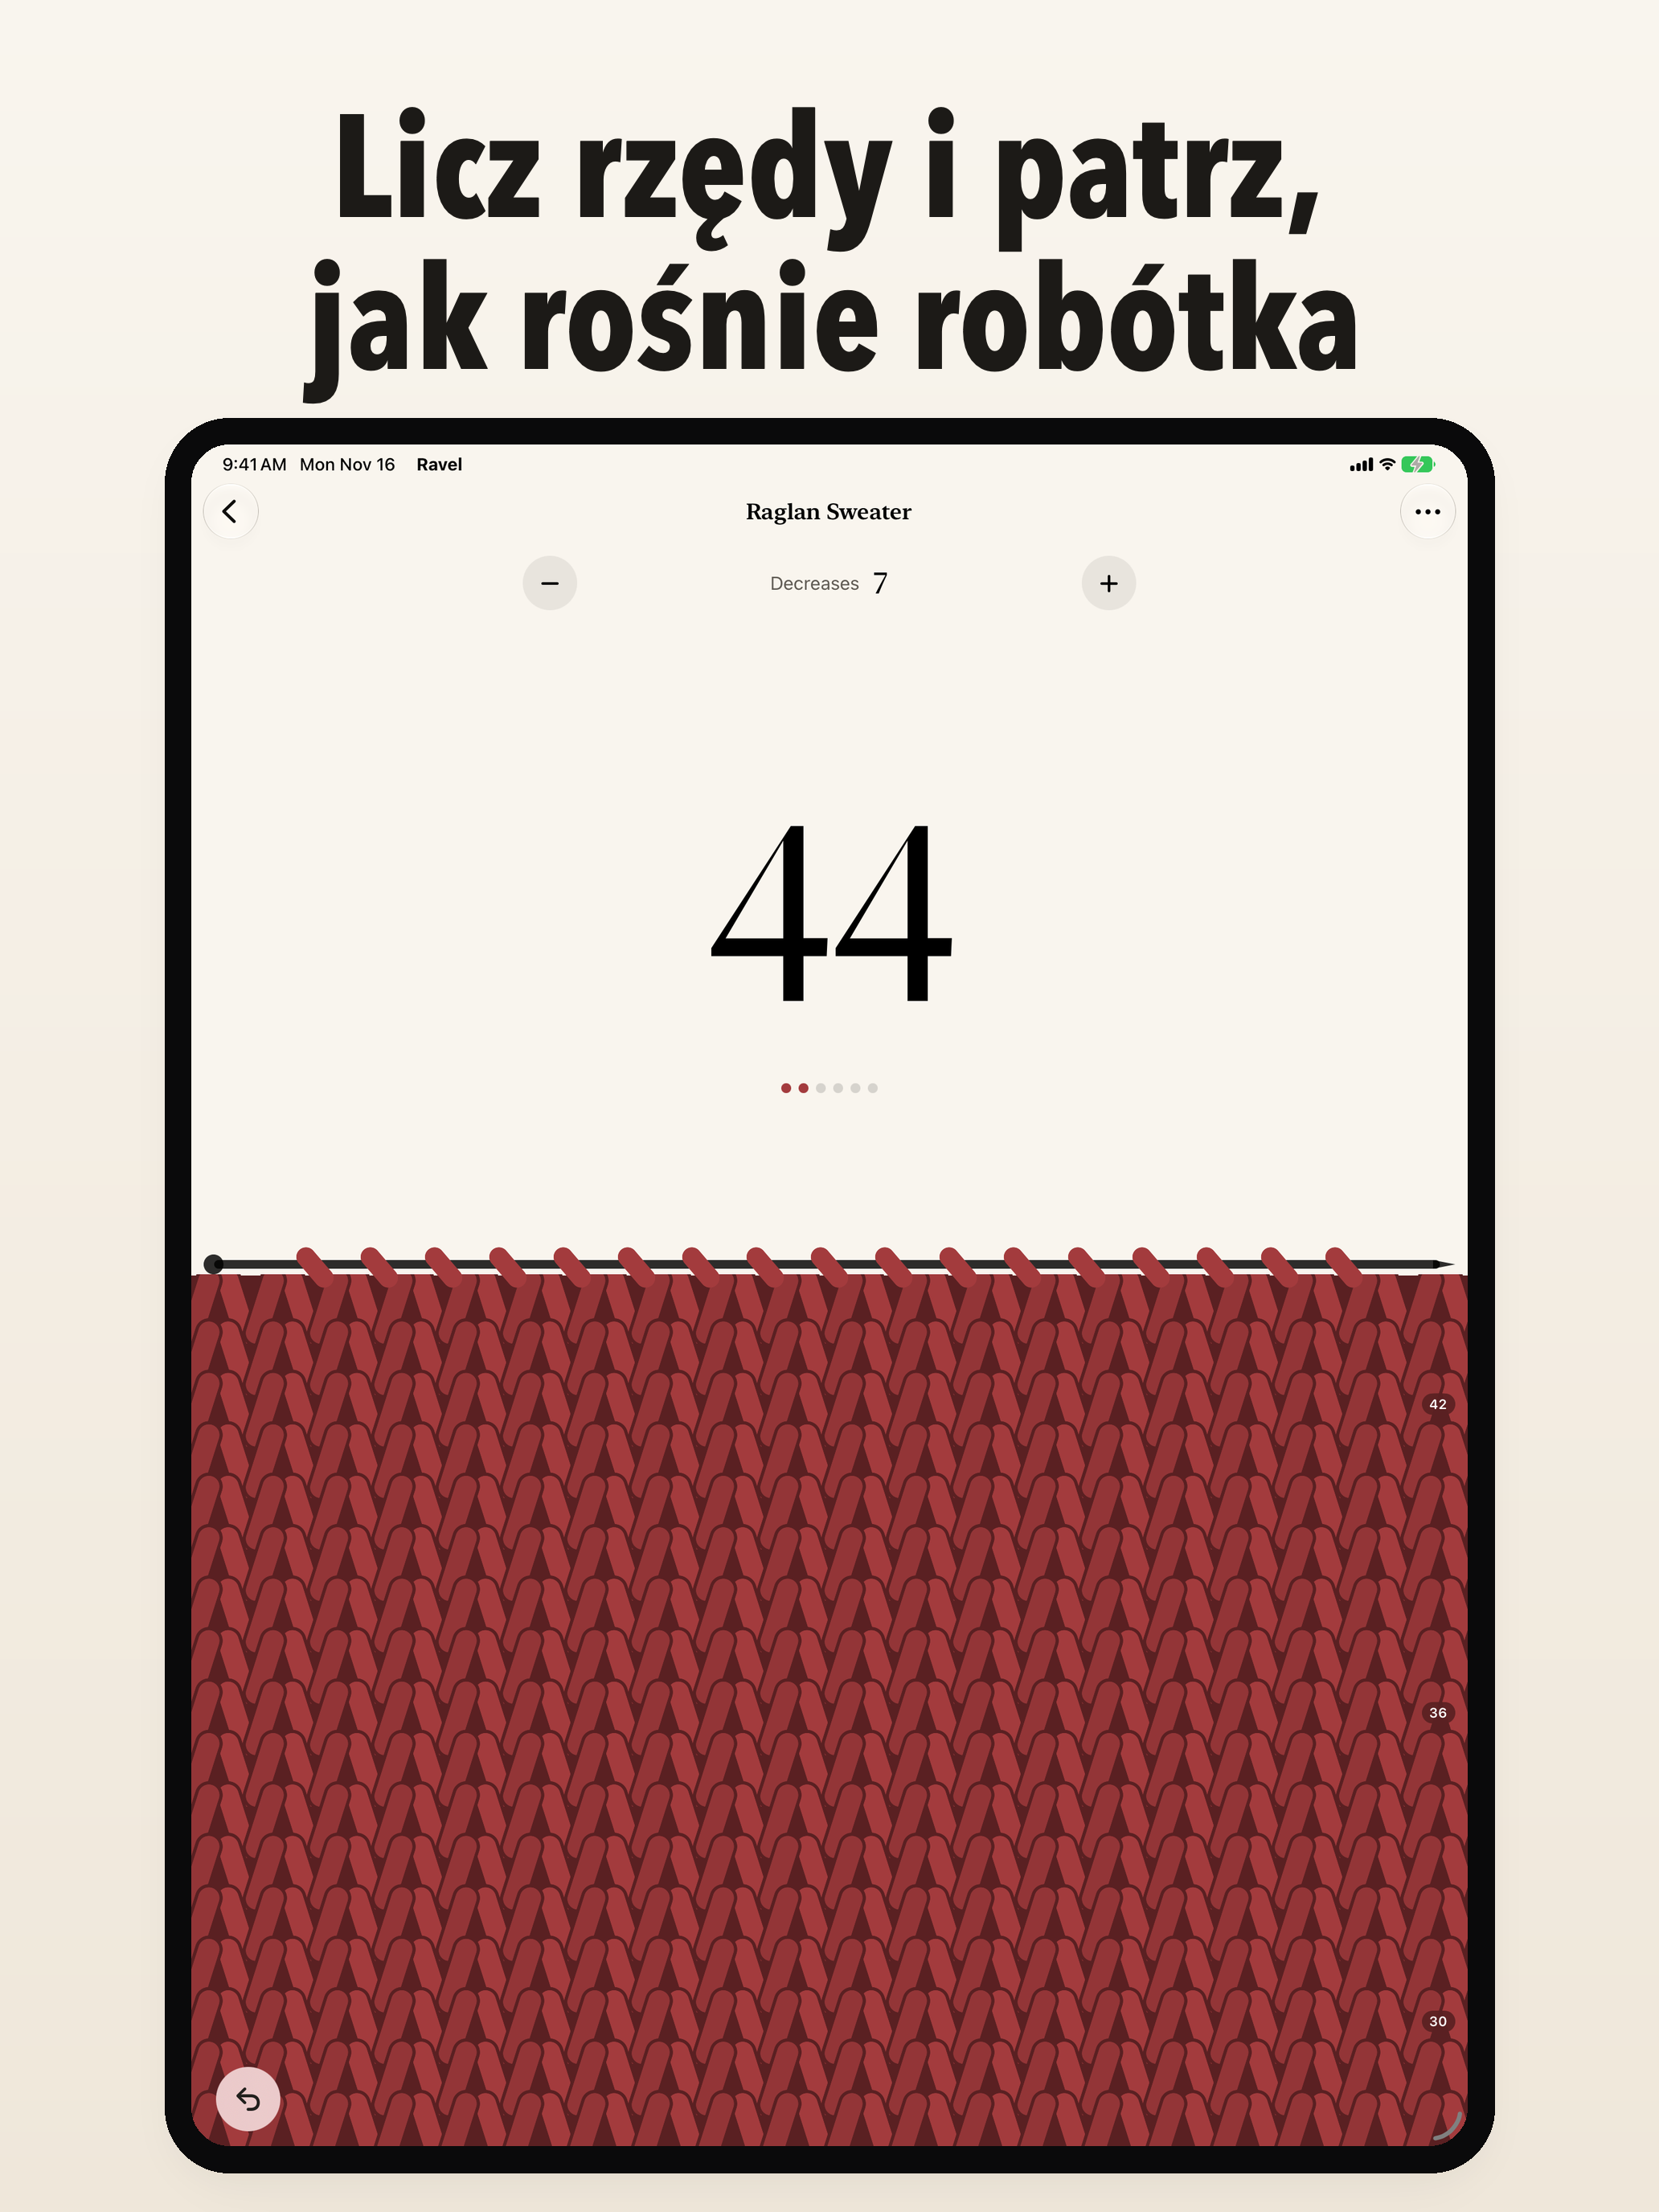 Licz rzędy i patrz,
jak rośnie robótka
9:41 AM Mon Nov 16 Ravel
Raglan Sweater
Decreases 7
44
42
36
30